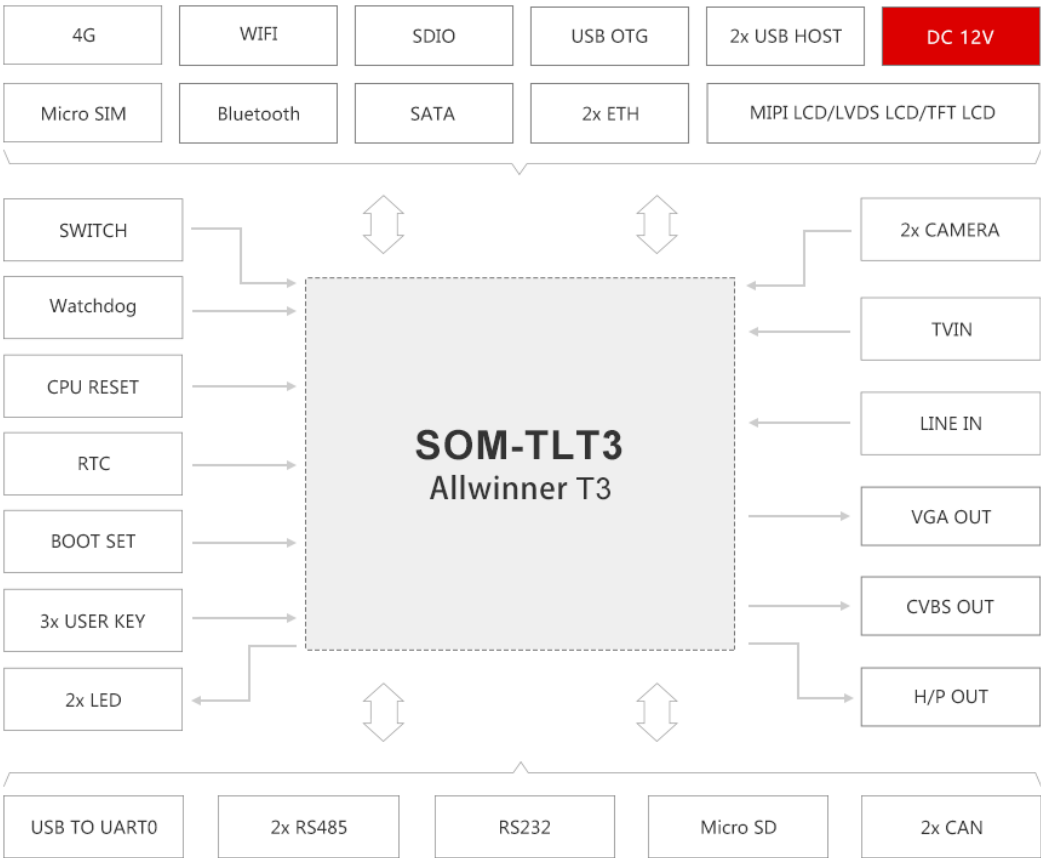 4G
WIFI
SDIO
USB OTG
2x USB HOST
DC 12V
Micro SIM
Bluetooth
SATA
2x ETH
MIPI LCD/LVDS LCD/TFT LCD
SWITCH
Watchdog
CPU RESET
RTC
BOOT SET
3x USER KEY
2x LED
SOM-TLT3
Allwinner T3
2x CAMERA
TVIN
LINE IN
VGA OUT
CVBS OUT
H/P OUT
USB TO UART0
2x RS485
RS232
Micro SD
2x CAN